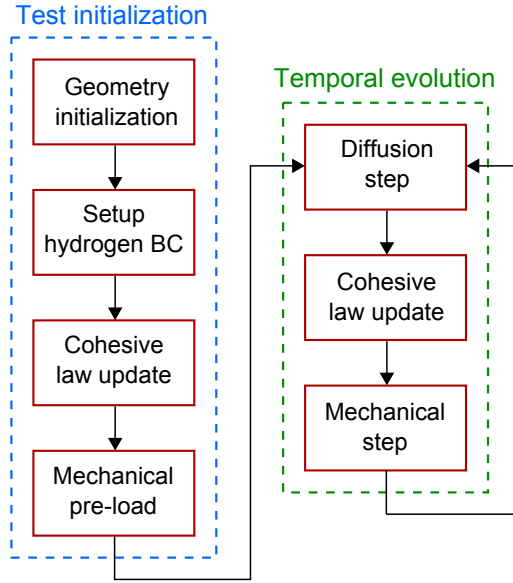 Test initialization
Geometry
initialization
Setup
hydrogen BC
Cohesive
law update
Mechanical
pre-load
Temporal evolution
Diffusion
step
Cohesive
law update
Mechanical
step